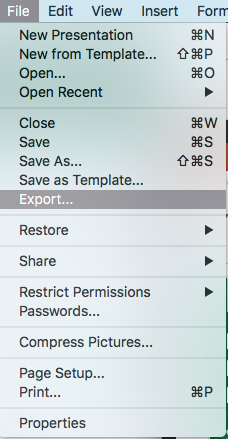 File Edit View Insert Form
New Presentation ⌘N
New from Template... ⇧⌘P
Open... ⌘O
Open Recent ▶
Close ⌘W
Save ⌘S
Save As... ⇧⌘S
Save as Template...
Export...
Restore ▶
Share ▶
Restrict Permissions ▶
Passwords...
Compress Pictures...
Page Setup...
Print... ⌘P
Properties